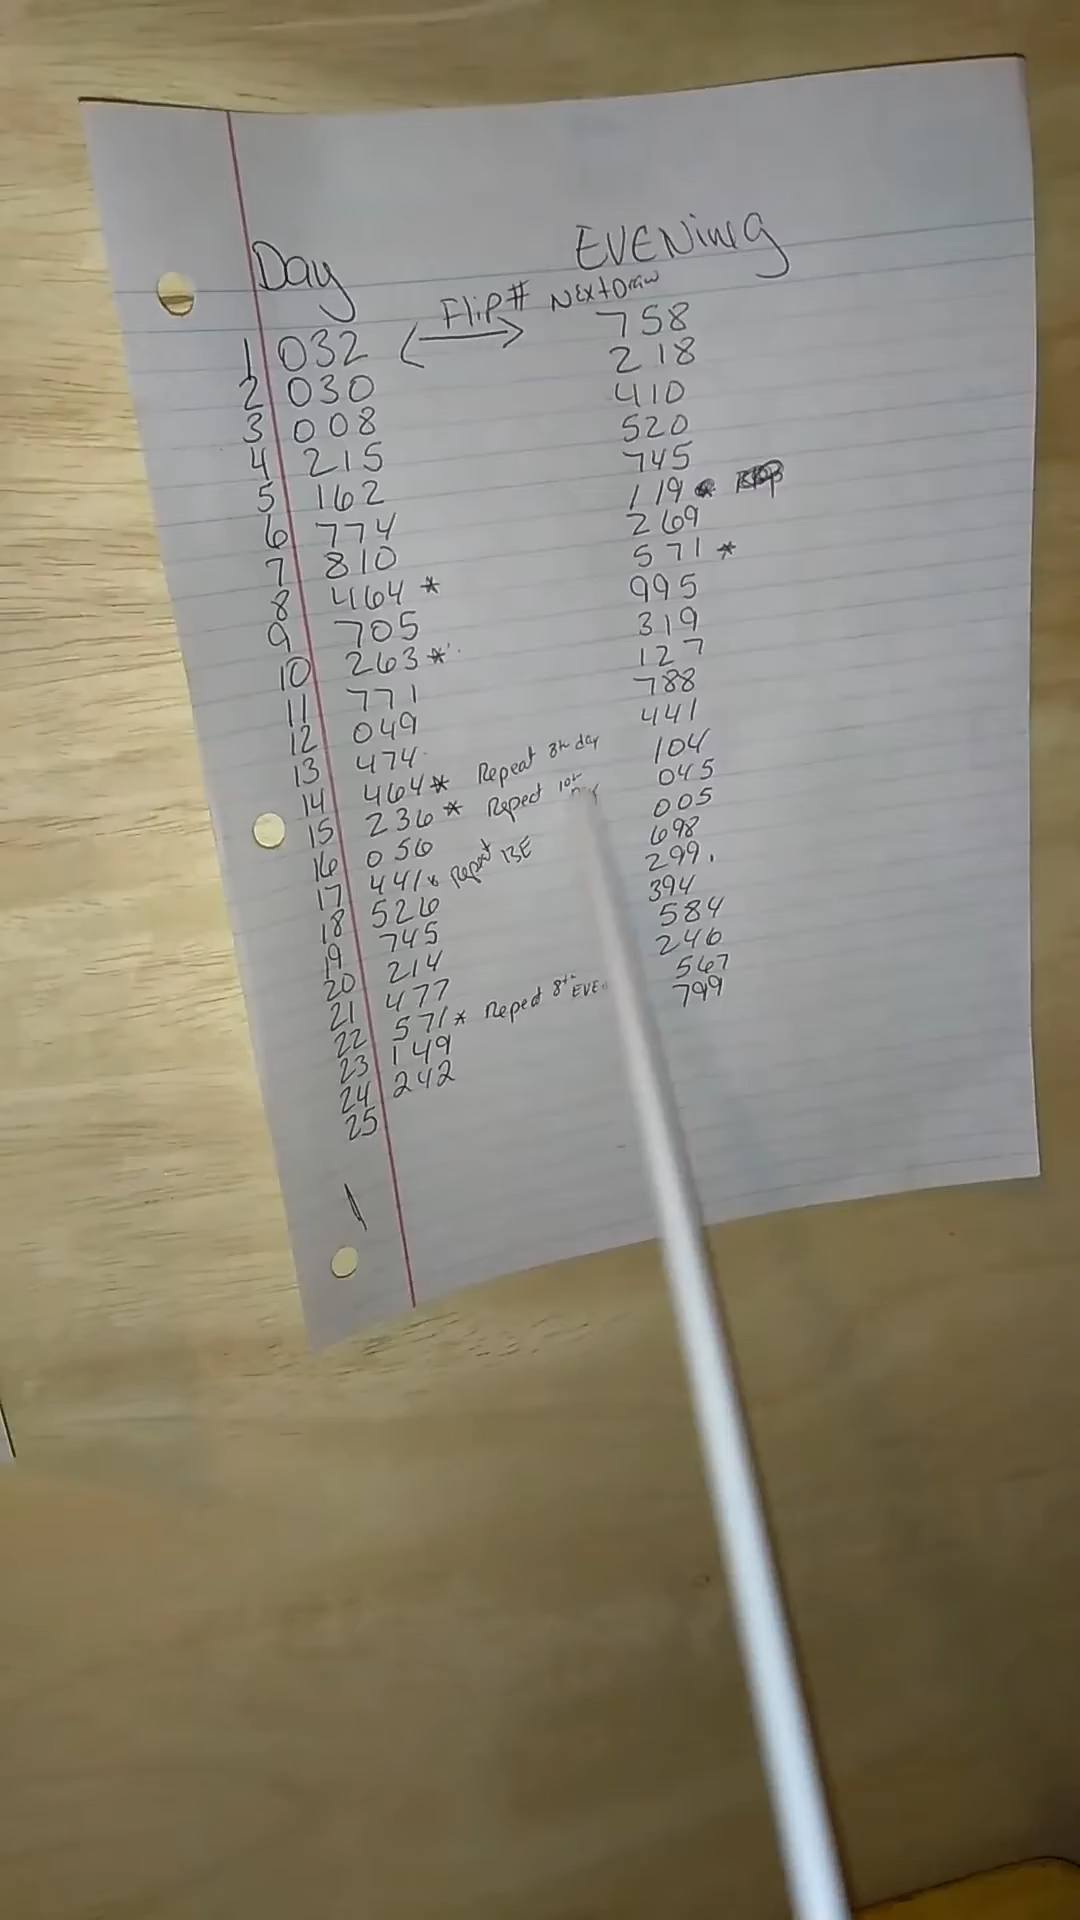 Day EVENing
Flip# Next Draw
1 032 758
2 030 218
3 008 410
4 215 520
5 162 745
6 774 119
7 810 269
8 464 * 571 *
9 705 995
10 263 * 319
11 771 127
12 049 788
13 474 441
14 464 * Repeat 8th day 104
15 236 * Repeat 10th 045
16 056 005
17 441 * Repeat 13E 698
18 526 299.
19 745 394
20 214 584
21 477 246
22 571 * Repeat 8th EVE 567
23 149 799
24 242
25